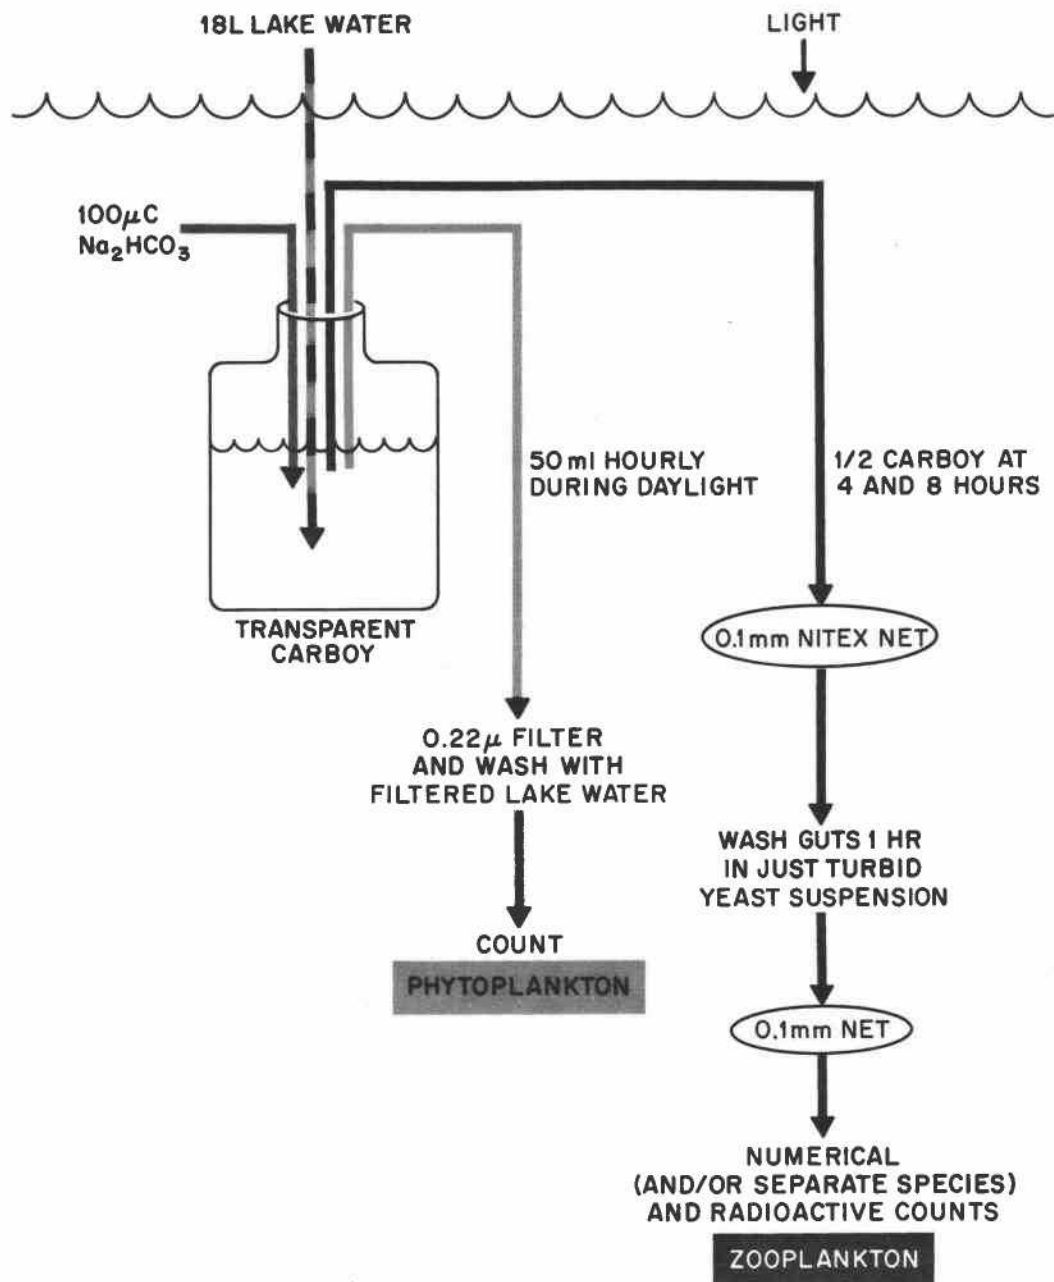 18L LAKE WATER
LIGHT
100μC
Na₂HCO₃
50 ml HOURLY
DURING DAYLIGHT
1/2 CARBOY AT
4 AND 8 HOURS
TRANSPARENT
CARBOY
0.1mm NITEX NET
0.22μ FILTER
AND WASH WITH
FILTERED LAKE WATER
WASH GUTS 1 HR
IN JUST TURBID
YEAST SUSPENSION
COUNT
PHYTOPLANKTON
0.1mm NET
NUMERICAL
(AND/OR SEPARATE SPECIES)
AND RADIOACTIVE COUNTS
ZOOPLANKTON